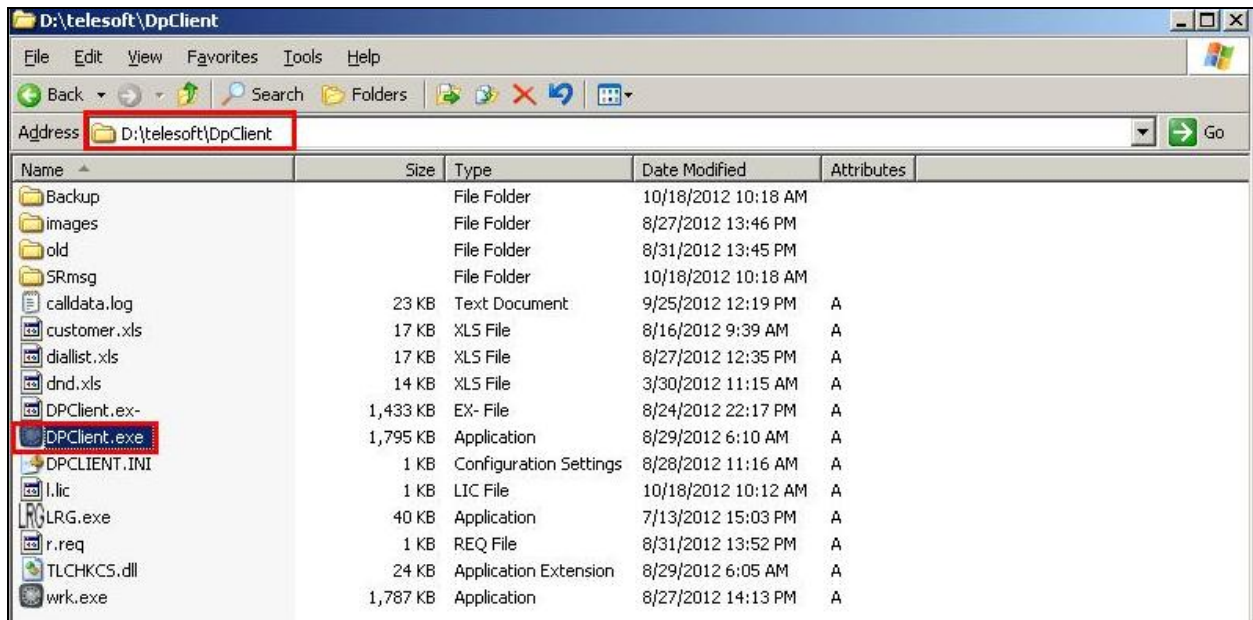 D:\telesoft\DpClient
File Edit View Favorites Tools Help
Back Search Folders
Address D:\telesoft\DpClient Go
Name Size Type Date Modified Attributes
Backup File Folder 10/18/2012 10:18 AM
images File Folder 8/27/2012 13:46 PM
old File Folder 8/31/2012 13:45 PM
SRmsg File Folder 10/18/2012 10:18 AM
calldata.log 23 KB Text Document 9/25/2012 12:19 PM A
customer.xls 17 KB XLS File 8/16/2012 9:39 AM A
diallist.xls 17 KB XLS File 8/27/2012 12:35 PM A
dnd.xls 14 KB XLS File 3/30/2012 11:15 AM A
DPClient.ex- 1,433 KB EX- File 8/24/2012 22:17 PM A
DPClient.exe 1,795 KB Application 8/29/2012 6:10 AM A
DPCLIENT.INI 1 KB Configuration Settings 8/28/2012 11:16 AM A
l.lic 1 KB LIC File 10/18/2012 10:12 AM A
LRG LRG.exe 40 KB Application 7/13/2012 15:03 PM A
r.req 1 KB REQ File 8/31/2012 13:52 PM A
TLCHKCS.dll 24 KB Application Extension 8/29/2012 6:05 AM A
wrk.exe 1,787 KB Application 8/27/2012 14:13 PM A